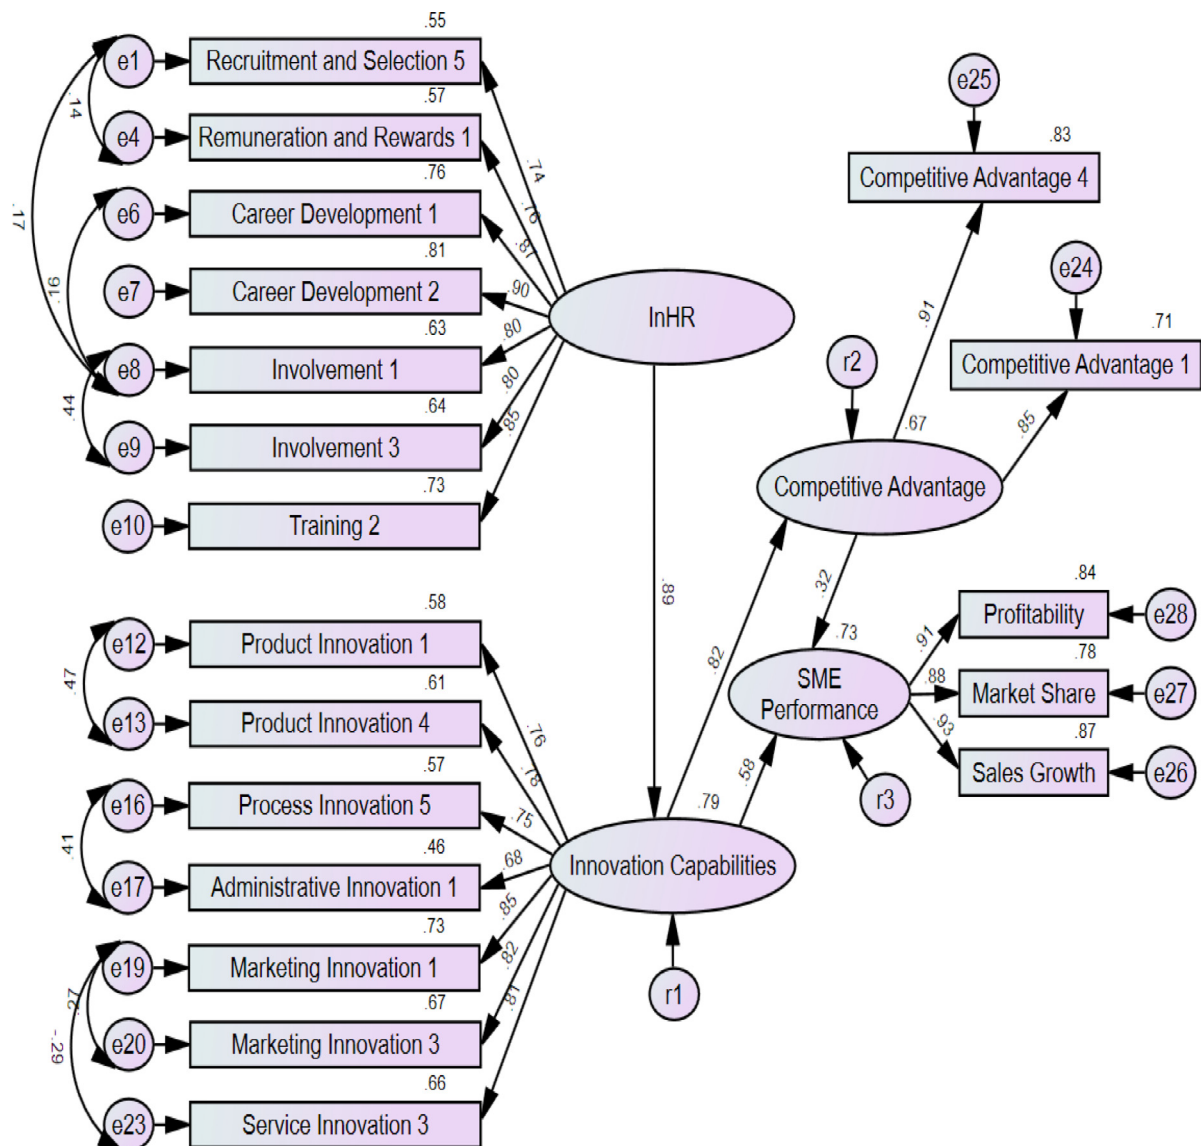 .55
e1
Recruitment and Selection 5
.57
.14
e4
Remuneration and Rewards 1
.76
.17
e6
Career Development 1
.81
.16
e7
Career Development 2
.63
e8
Involvement 1
.64
.44
e9
Involvement 3
.73
e10
Training 2
.74
.76
.87
.90
.80
.80
.85
InHR
.89
e25
.83
Competitive Advantage 4
e24
.71
Competitive Advantage 1
.91
.85
r2
.67
Competitive Advantage
.82
.32
.58
.73
SME
Performance
r3
.91
.88
.93
.84
Profitability
e28
.78
Market Share
e27
.87
Sales Growth
e26
.58
e12
Product Innovation 1
.61
.47
e13
Product Innovation 4
.57
e16
Process Innovation 5
.46
.41
e17
Administrative Innovation 1
.73
e19
Marketing Innovation 1
.67
.27
e20
Marketing Innovation 3
.66
-.29
e23
Service Innovation 3
.76
.78
.75
.68
.85
.82
.81
.79
Innovation Capabilities
r1